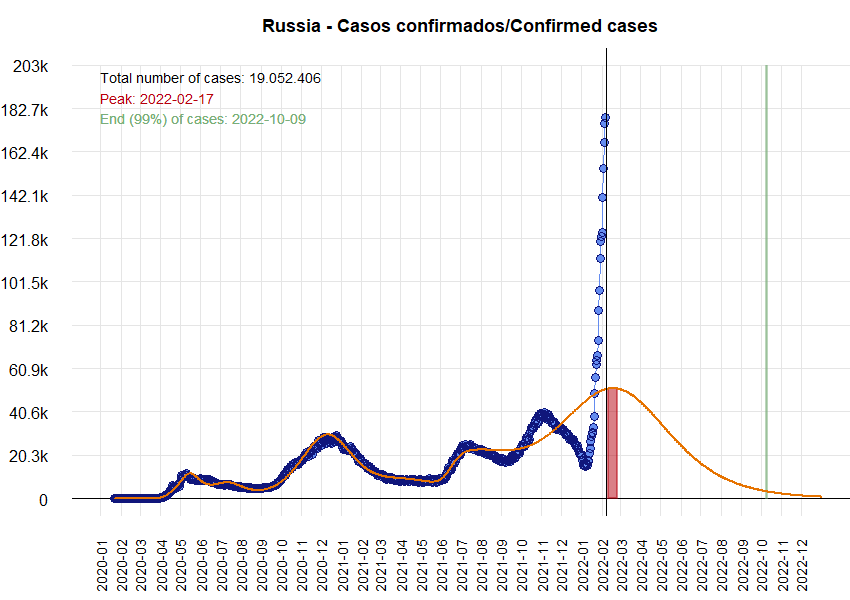 Russia - Casos confirmados/Confirmed cases
203k
182.7k
162.4k
142.1k
121.8k
101.5k
81.2k
60.9k
40.6k
20.3k
0
Total number of cases: 19.052.406
Peak: 2022-02-17
End (99%) of cases: 2022-10-09
2020-01
2020-02
2020-03
2020-04
2020-05
2020-06
2020-07
2020-08
2020-09
2020-10
2020-11
2020-12
2021-01
2021-02
2021-03
2021-04
2021-05
2021-06
2021-07
2021-08
2021-09
2021-10
2021-11
2021-12
2022-01
2022-02
2022-03
2022-04
2022-05
2022-06
2022-07
2022-08
2022-09
2022-10
2022-11
2022-12